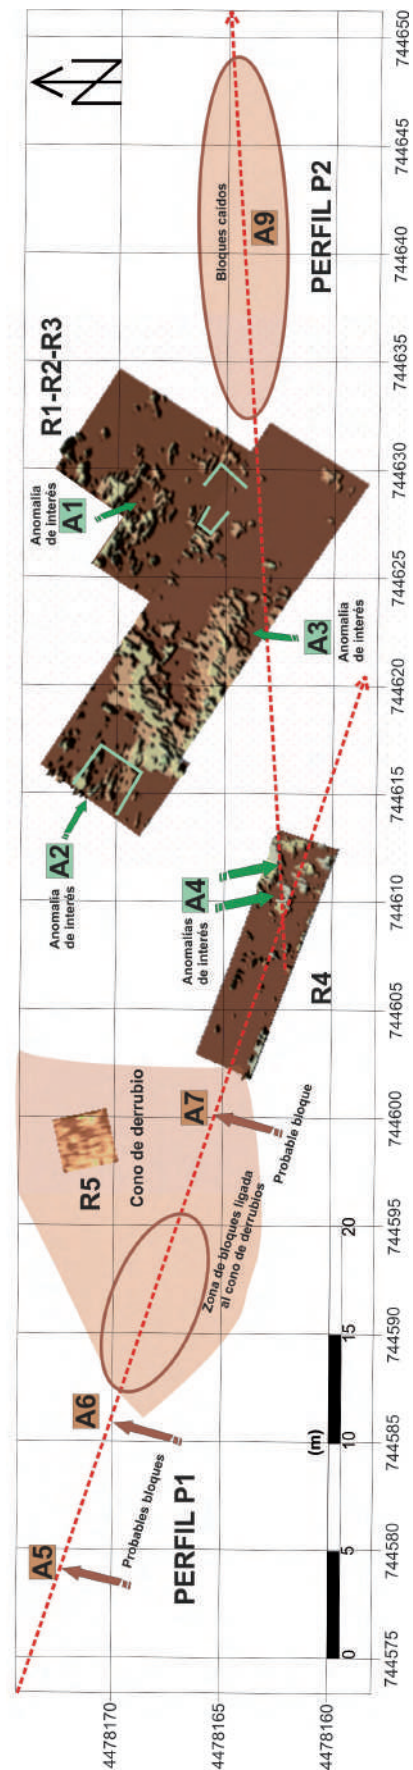 PERFIL P1
A5
Probables bloques
A6
Zona de bloques ligada
al cono de derrubios
R5
Cono de derrubio
A7
Probable bloque
R4
Anomalías
de interés
A4
Anomalía
de interés
A2
R1-R2-R3
Anomalía
de interés
A1
A3
Anomalía
de interés
Bloques caídos
A9
PERFIL P2
N
(m)
0
5
10
15
20
4478170
4478165
4478160
744575
744580
744585
744590
744595
744600
744605
744610
744615
744620
744625
744630
744635
744640
744645
744650